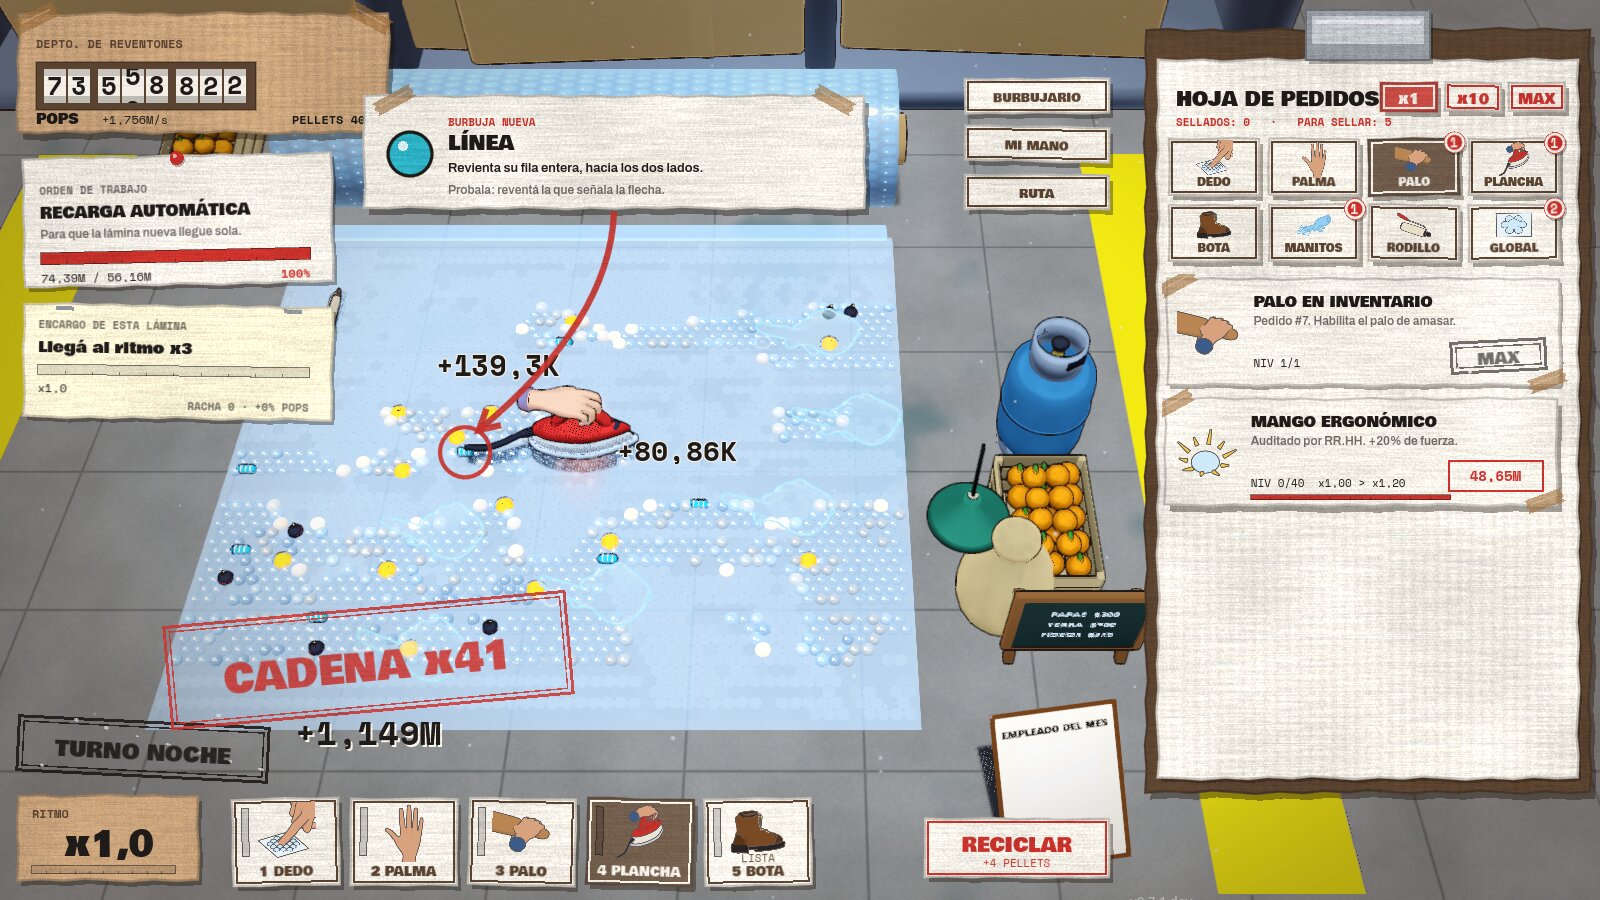 DEPTO. DE REVENTONES
73 558 822
POPS +1,756M/s PELLETS 40
ORDEN DE TRABAJO
RECARGA AUTOMÁTICA
Para que la lámina nueva llegue sola.
74,39M / 56,16M 100%
ENCARGO DE ESTA LÁMINA
Llegá al ritmo x3
x1,0
RACHA 0 · +0% POPS
BURBUJA NUEVA
LÍNEA
Revienta su fila entera, hacia los dos lados.
Probala: reventá la que señala la flecha.
BURBUJARIO
MI MANO
RUTA
+139,3K
+80,86K
CADENA x41
+1,149M
TURNO NOCHE
RITMO
x1,0
1 DEDO
2 PALMA
3 PALO
4 PLANCHA
LISTA
5 BOTA
EMPLEADO DEL MES
RECICLAR
+4 PELLETS
HOJA DE PEDIDOS x1 x10 MAX
SELLADOS: 0 · PARA SELLAR: 5
DEDO
PALMA
PALO 1
PLANCHA 1
BOTA
MANITOS 1
RODILLO
GLOBAL 2
PALO EN INVENTARIO
Pedido #7. Habilita el palo de amasar.
NIV 1/1
MAX
MANGO ERGONÓMICO
Auditado por RR.HH. +20% de fuerza.
NIV 0/40 x1,00 > x1,20
48,65M